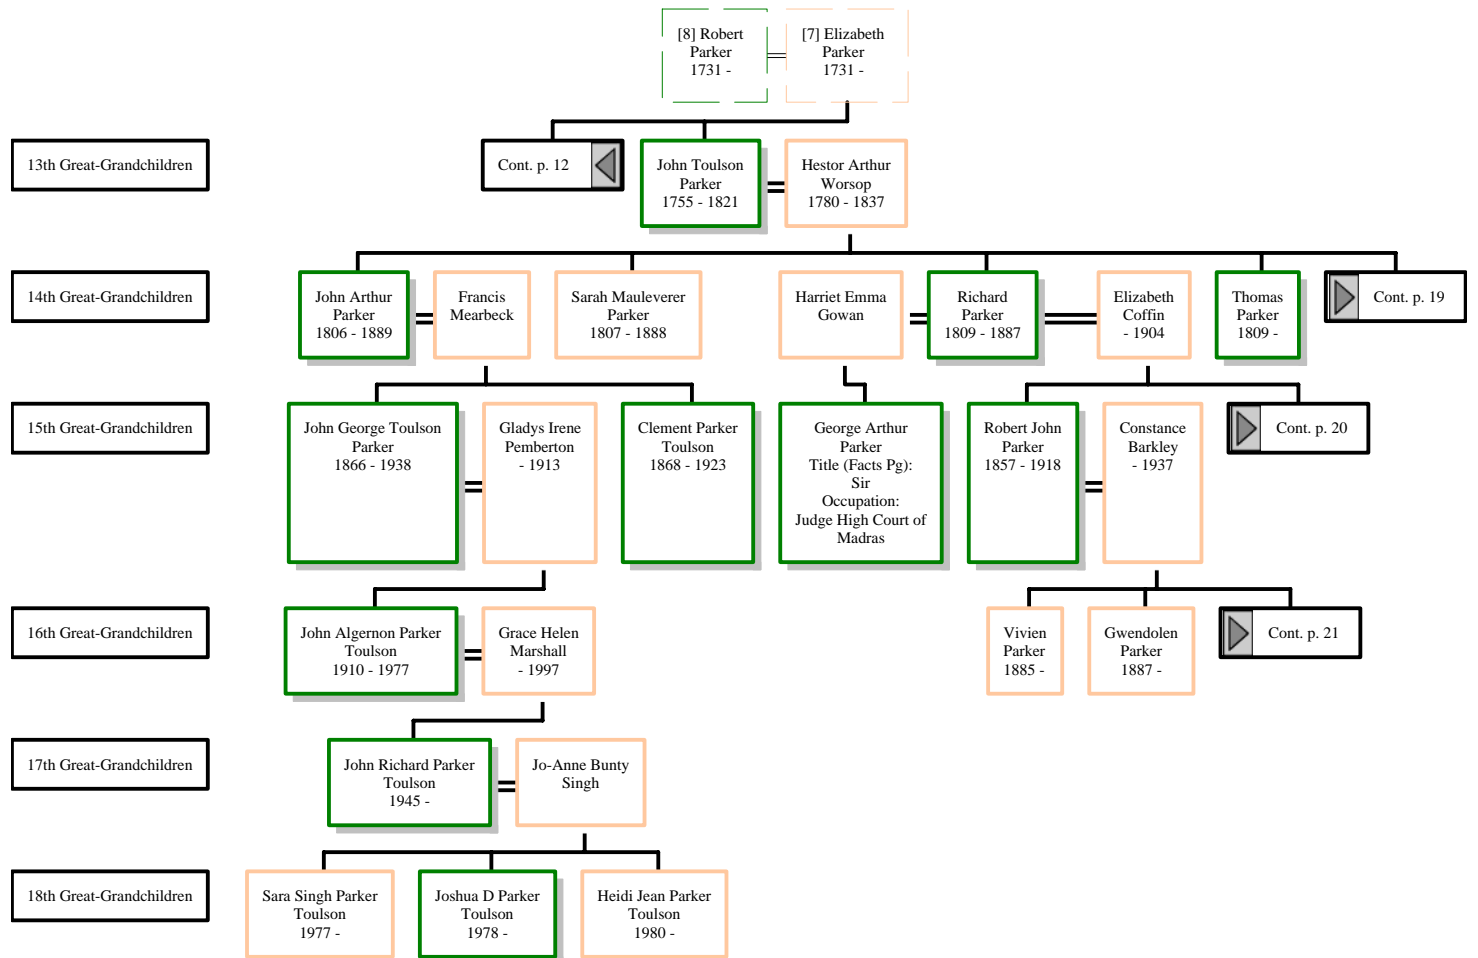 [8] Robert
Parker
1731 -
[7] Elizabeth
Parker
1731 -
13th Great-Grandchildren
Cont. p. 12
John Toulson
Parker
1755 - 1821
Hestor Arthur
Worsop
1780 - 1837
14th Great-Grandchildren
John Arthur
Parker
1806 - 1889
Francis
Mearbeck
Sarah Mauleverer
Parker
1807 - 1888
Harriet Emma
Gowan
Richard
Parker
1809 - 1887
Elizabeth
Coffin
- 1904
Thomas
Parker
1809 -
Cont. p. 19
15th Great-Grandchildren
John George Toulson
Parker
1866 - 1938
Gladys Irene
Pemberton
- 1913
Clement Parker
Toulson
1868 - 1923
George Arthur
Parker
Title (Facts Pg):
Sir
Occupation:
Judge High Court of
Madras
Robert John
Parker
1857 - 1918
Constance
Barkley
- 1937
Cont. p. 20
16th Great-Grandchildren
John Algernon Parker
Toulson
1910 - 1977
Grace Helen
Marshall
- 1997
Vivien
Parker
1885 -
Gwendolen
Parker
1887 -
Cont. p. 21
17th Great-Grandchildren
John Richard Parker
Toulson
1945 -
Jo-Anne Bunty
Singh
18th Great-Grandchildren
Sara Singh Parker
Toulson
1977 -
Joshua D Parker
Toulson
1978 -
Heidi Jean Parker
Toulson
1980 -